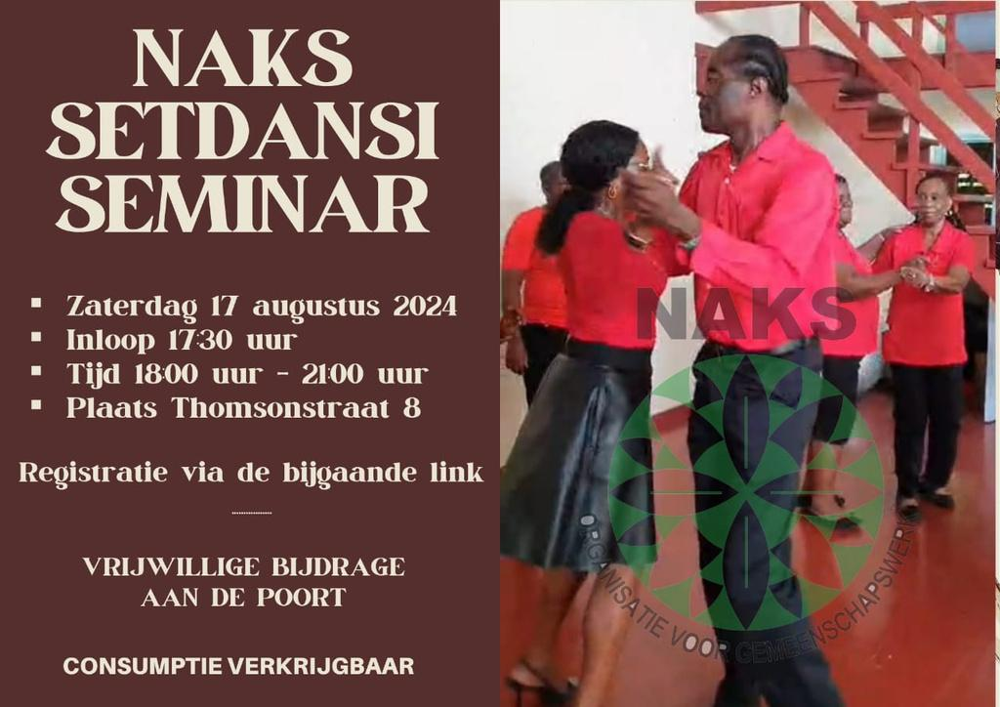 NAKS
SETDANSI
SEMINAR
▪ Zaterdag 17 augustus 2024
▪ Inloop 17:30 uur
▪ Tijd 18:00 uur - 21:00 uur
▪ Plaats Thomsonstraat 8
Registratie via de bijgaande link
.................
VRIJWILLIGE BIJDRAGE
AAN DE POORT
CONSUMPTIE VERKRIJGBAAR
NAKS
ORGANISATIE VOOR GEMEENSCHAPSWERK